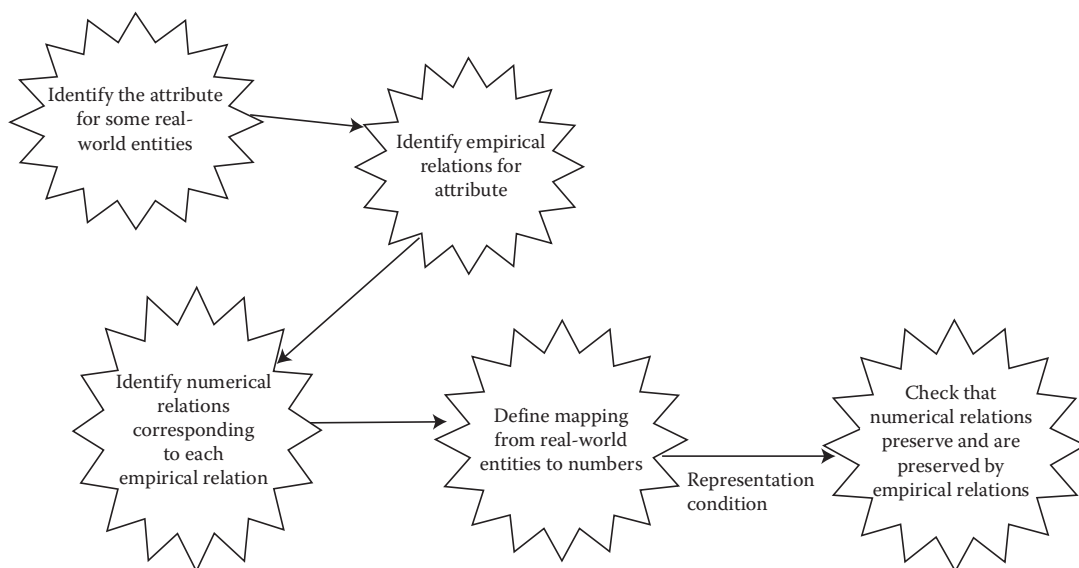 Identify the attribute
for some real-
world entities
Identify empirical
relations for
attribute
Identify numerical
relations
corresponding
to each
empirical relation
Define mapping
from real-world
entities to numbers
Representation
condition
Check that
numerical relations
preserve and are
preserved by
empirical relations